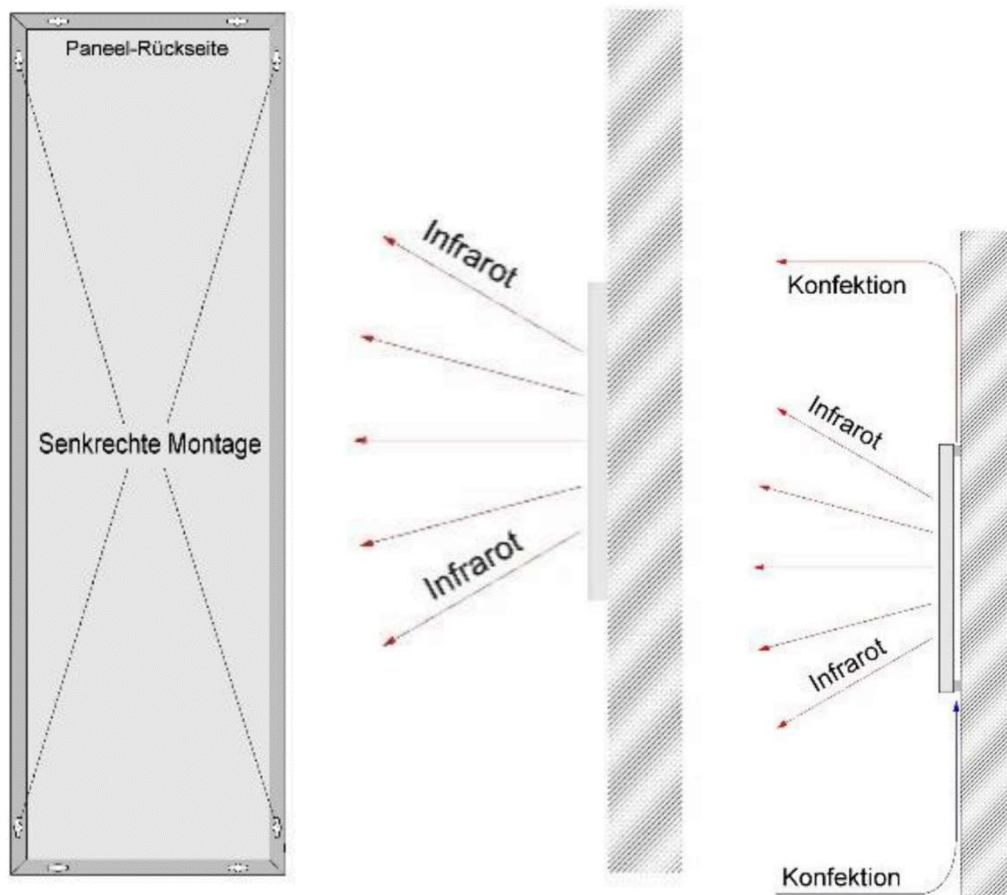 Paneel-Rückseite
Senkrechte Montage
Infrarot
Infrarot
Konfektion
Infrarot
Infrarot
Konfektion